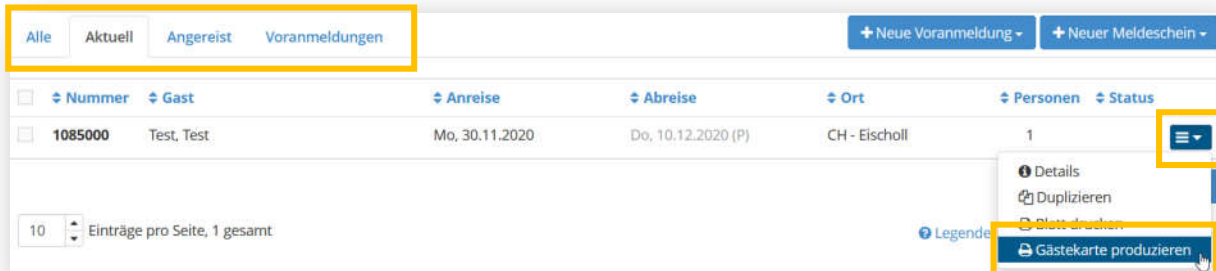 Alle Aktuell Angereist Voranmeldungen + Neue Voranmeldung + Neuer Meldeschein
Nummer Gast Anreise Abreise Ort Personen Status
1085000 Test, Test Mo, 30.11.2020 Do, 10.12.2020 (P) CH - Eischoll 1
Details
Duplizieren
Blatt drucken
10 Einträge pro Seite, 1 gesamt Legende
Gästekarte produzieren